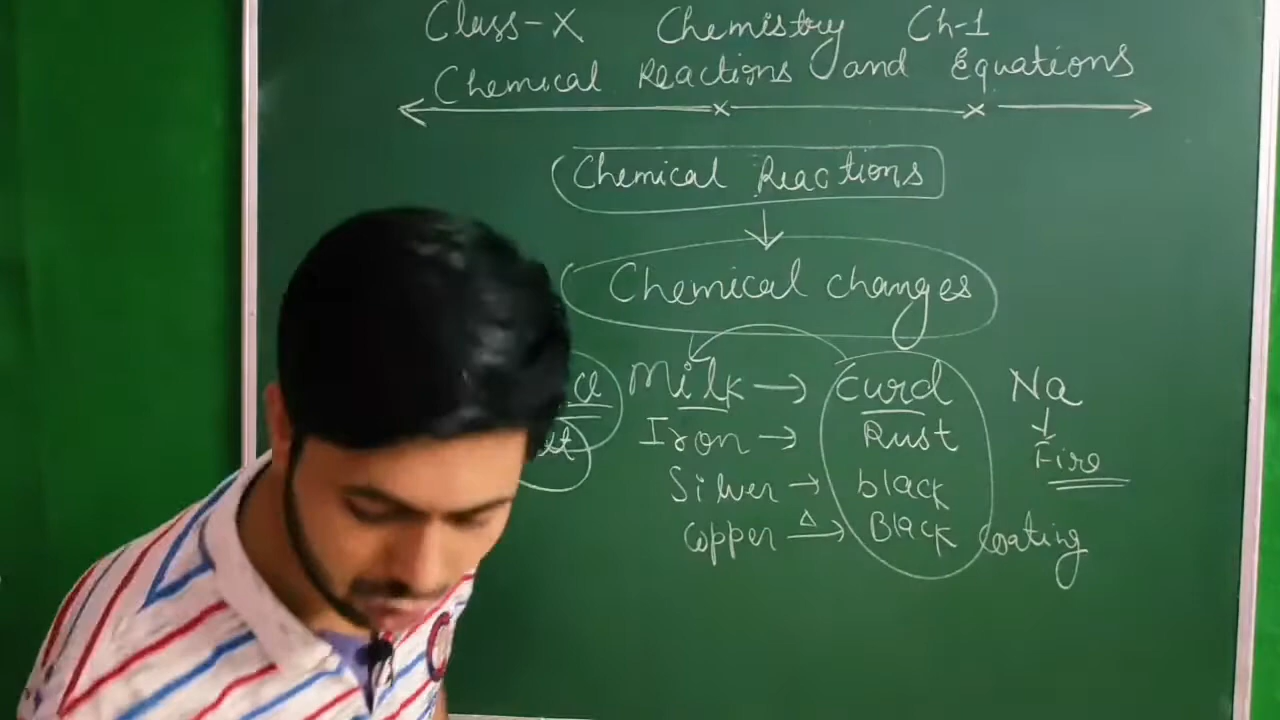 Class-X Chemistry Ch-1
Chemical Reactions and Equations
Chemical Reactions
Chemical changes
Milk → curd Na
Iron → Rust ↓ Fire
Silver → black
Copper Δ→ Black Coating